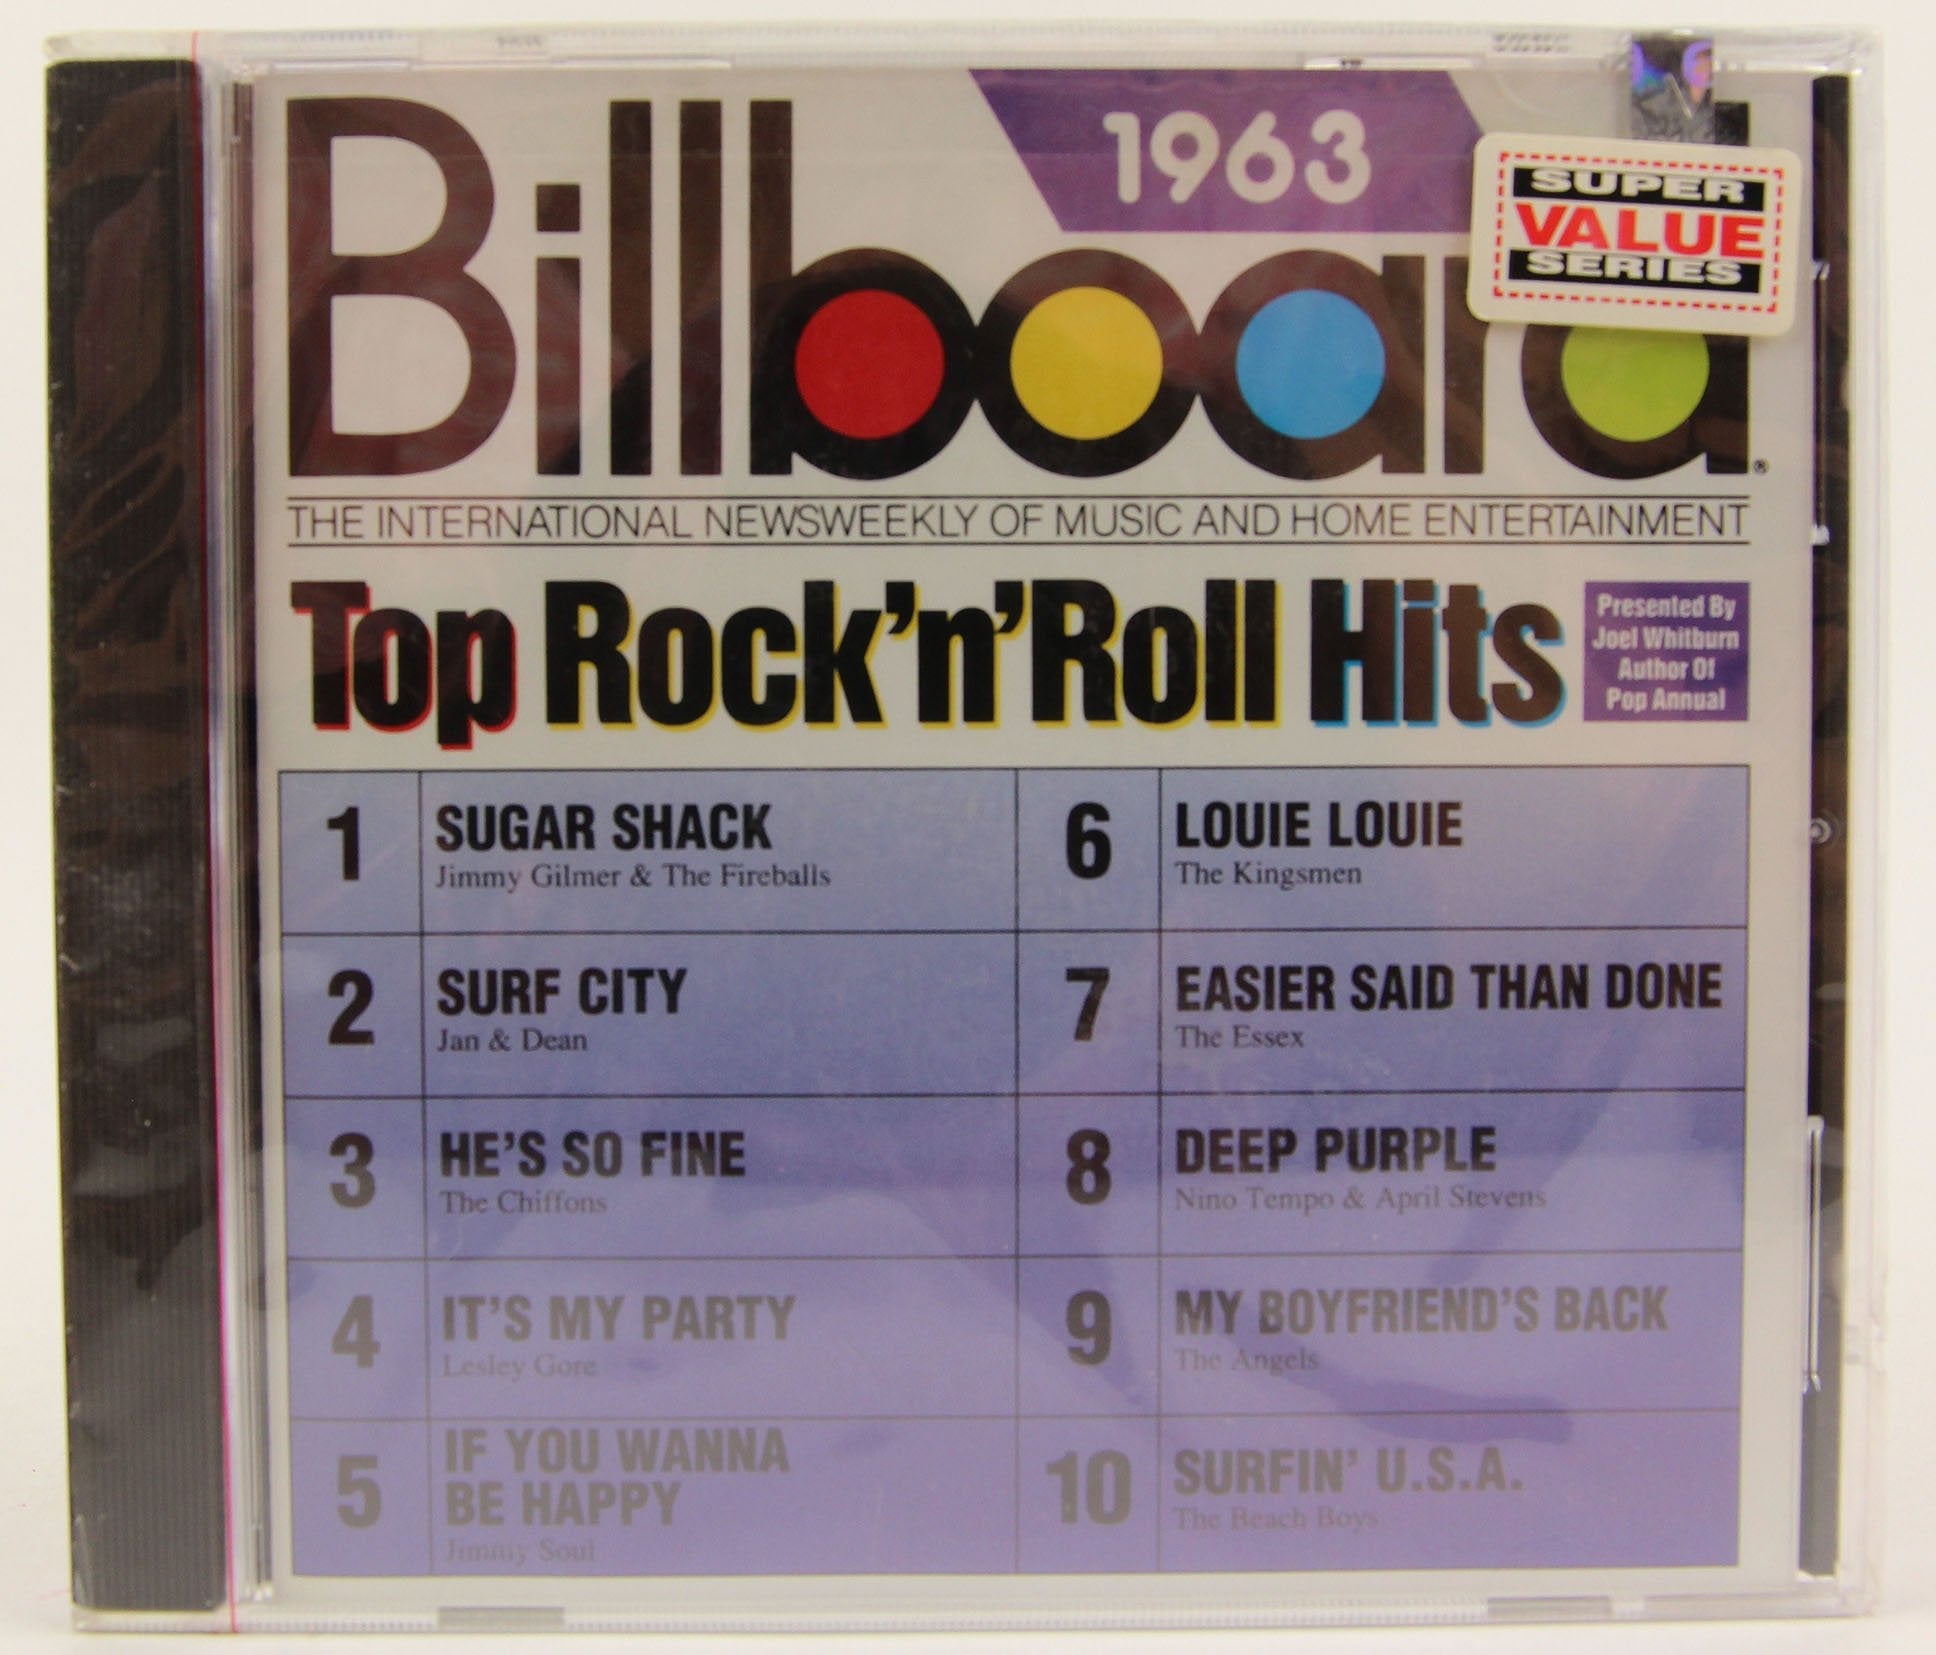 1963
Billboard®
SUPER
VALUE
SERIES
THE INTERNATIONAL NEWSWEEKLY OF MUSIC AND HOME ENTERTAINMENT
Top Rock'n'Roll Hits
Presented By
Joel Whitburn
Author Of
Pop Annual
1 SUGAR SHACK
Jimmy Gilmer & The Fireballs
2 SURF CITY
Jan & Dean
3 HE'S SO FINE
The Chiffons
4 IT'S MY PARTY
Lesley Gore
5 IF YOU WANNA
BE HAPPY
Jimmy Soul
6 LOUIE LOUIE
The Kingsmen
7 EASIER SAID THAN DONE
The Essex
8 DEEP PURPLE
Nino Tempo & April Stevens
9 MY BOYFRIEND'S BACK
The Angels
10 SURFIN' U.S.A.
The Beach Boys